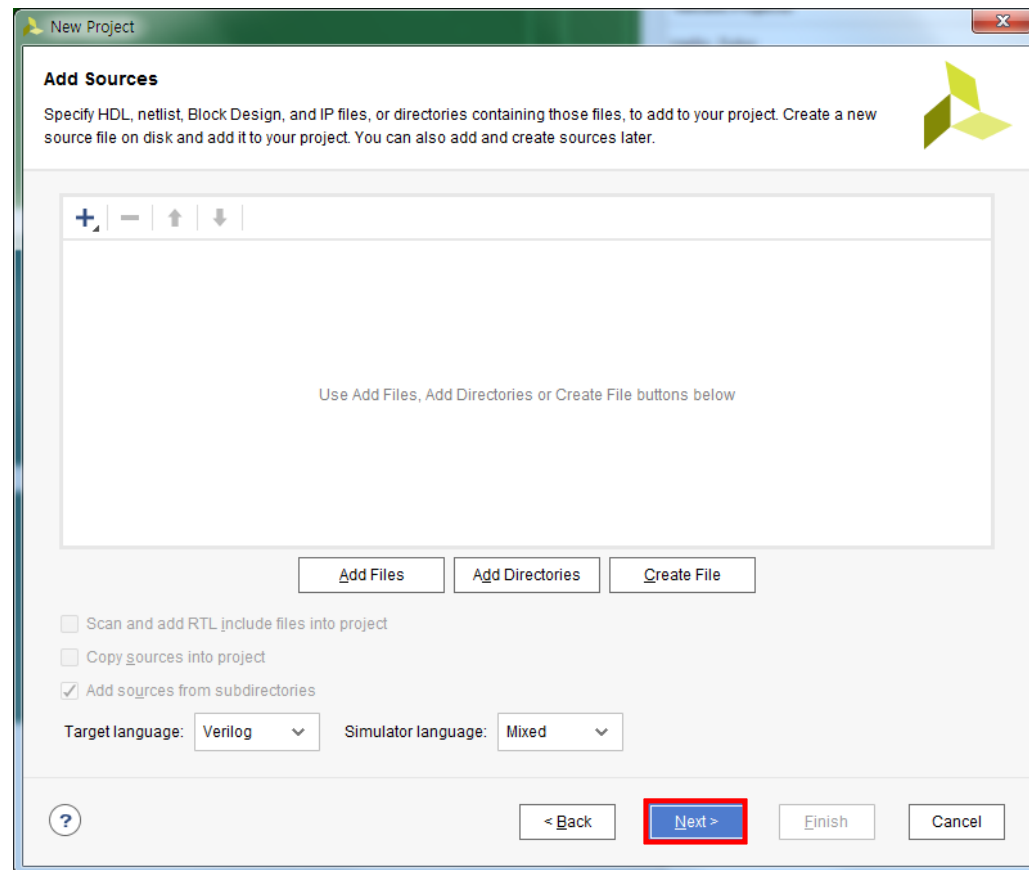 New Project
Add Sources
Specify HDL, netlist, Block Design, and IP files, or directories containing those files, to add to your project. Create a new
source file on disk and add it to your project. You can also add and create sources later.
Use Add Files, Add Directories or Create File buttons below
Add Files Add Directories Create File
Scan and add RTL include files into project
Copy sources into project
Add sources from subdirectories
Target language: Verilog Simulator language: Mixed
? < Back Next > Finish Cancel